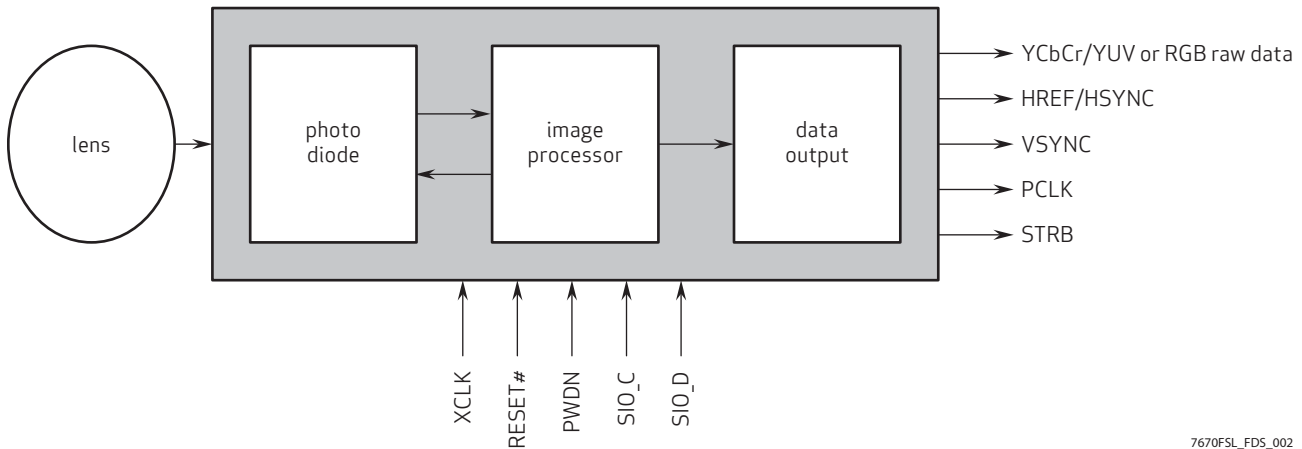 lens
photo
diode
image
processor
data
output
YCbCr/YUV or RGB raw data
HREF/HSYNC
VSYNC
PCLK
STRB
XCLK
RESET#
PWDN
SIO_C
SIO_D
7670FSL_FDS_002